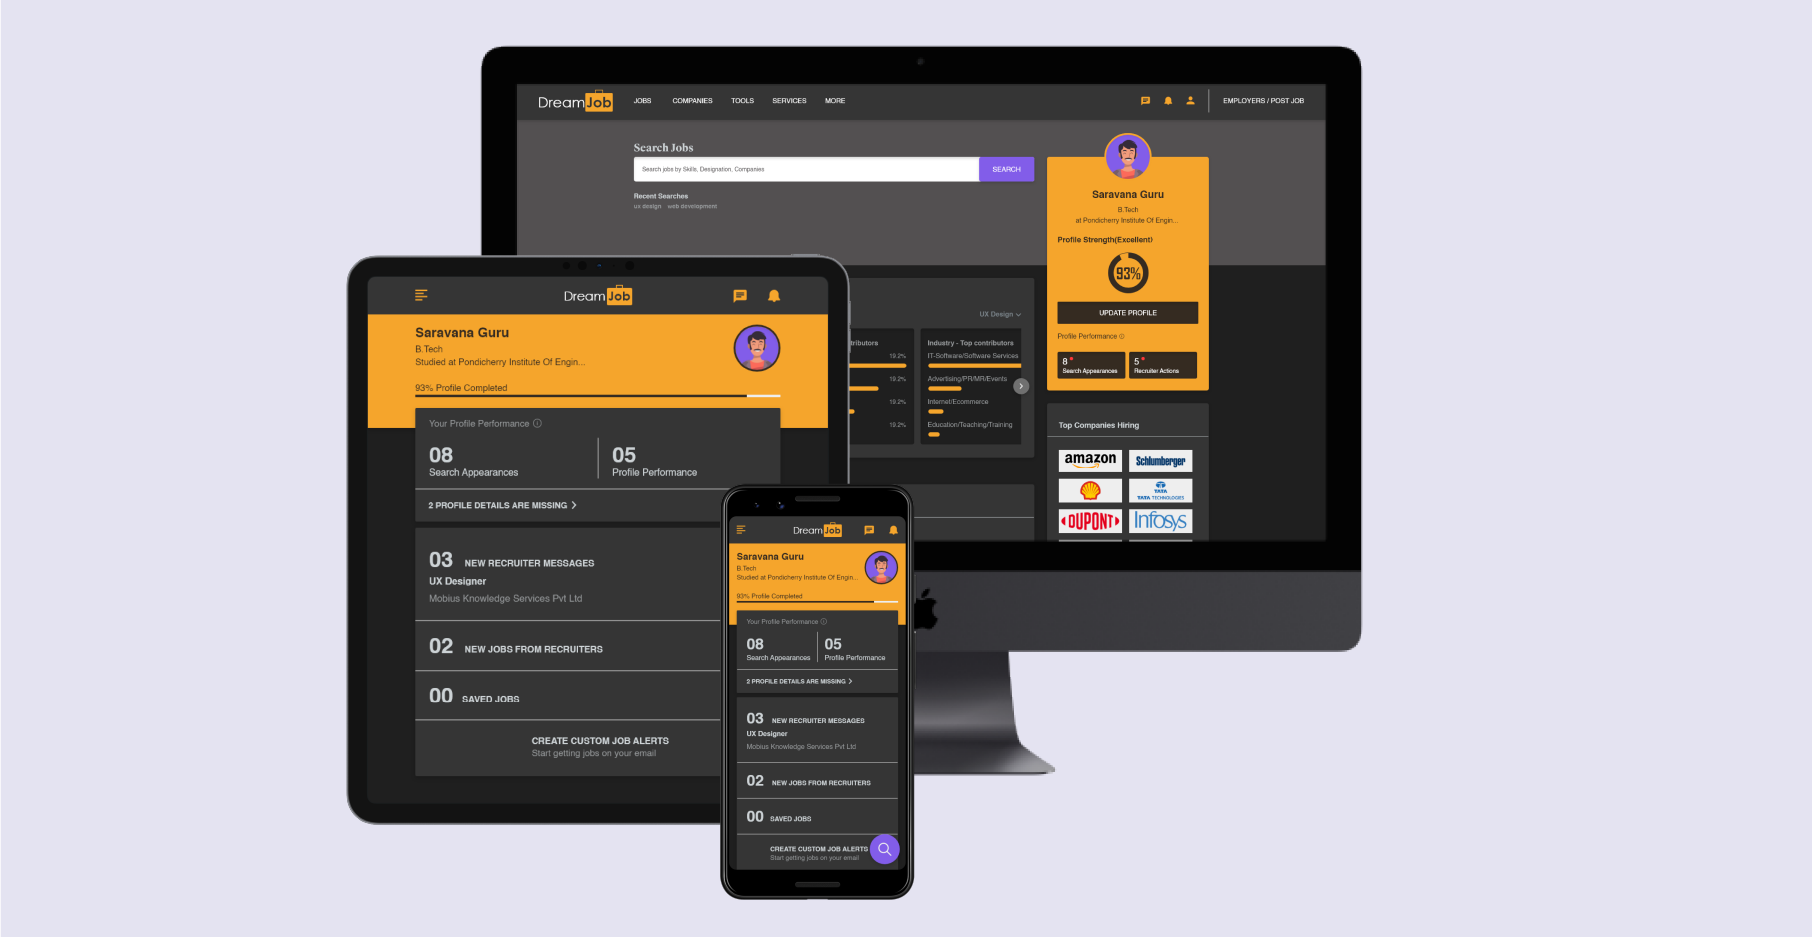 DreamJob
JOBS COMPANIES TOOLS SERVICES MORE
EMPLOYERS / POST JOB
Search Jobs
Search jobs by Skills, Designation, Companies
SEARCH
Recent Searches
ux design web development
Saravana Guru
B.Tech
at Pondicherry Institute Of Engin...
Profile Strength(Excellent)
93%
UPDATE PROFILE
Profile Performance
8
Search Appearances
5
Recruiter Actions
UX Design
19.2%
19.2%
19.2%
19.2%
Industry - Top contributors
IT-Software/Software Services
Advertising/PR/MR/Events
Internet/Ecommerce
Education/Teaching/Training
Top Companies Hiring
amazon
Schlumberger
TATA
TATA TECHNOLOGIES
DUPONT
Infosys
DreamJob
Saravana Guru
B.Tech
Studied at Pondicherry Institute Of Engin...
93% Profile Completed
Your Profile Performance
08
Search Appearances
05
Profile Performance
2 PROFILE DETAILS ARE MISSING
03 NEW RECRUITER MESSAGES
UX Designer
Mobius Knowledge Services Pvt Ltd
02 NEW JOBS FROM RECRUITERS
00 SAVED JOBS
CREATE CUSTOM JOB ALERTS
Start getting jobs on your email
DreamJob
Saravana Guru
B.Tech
Studied at Pondicherry Institute Of Engin...
93% Profile Completed
Your Profile Performance
08
Search Appearances
05
Profile Performance
2 PROFILE DETAILS ARE MISSING
03 NEW RECRUITER MESSAGES
UX Designer
Mobius Knowledge Services Pvt Ltd
02 NEW JOBS FROM RECRUITERS
00 SAVED JOBS
CREATE CUSTOM JOB ALERTS
Start getting jobs on your email